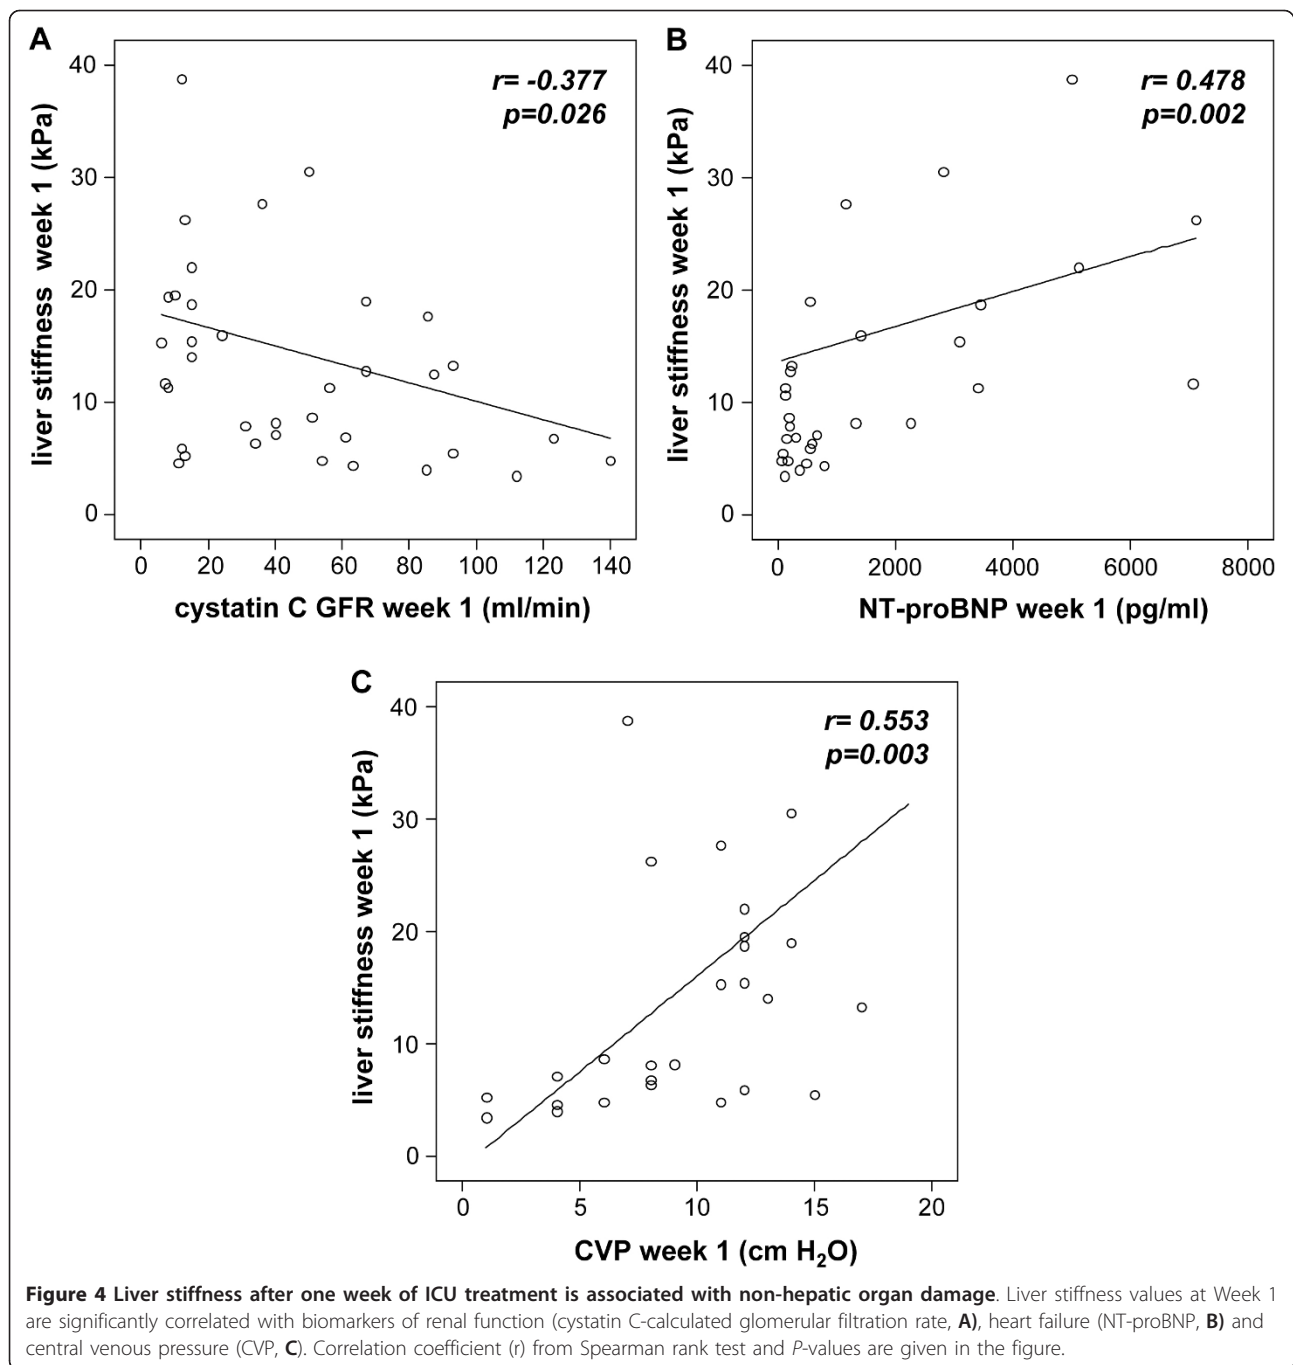 A
r= -0.377
p=0.026
liver stiffness week 1 (kPa)
40
30
20
10
0
0 20 40 60 80 100 120 140
cystatin C GFR week 1 (ml/min)
B
r= 0.478
p=0.002
liver stiffness week 1 (kPa)
40
30
20
10
0
0 2000 4000 6000 8000
NT-proBNP week 1 (pg/ml)
C
r= 0.553
p=0.003
liver stiffness week 1 (kPa)
40
30
20
10
0
0 5 10 15 20
CVP week 1 (cm H₂O)
Figure 4 Liver stiffness after one week of ICU treatment is associated with non-hepatic organ damage. Liver stiffness values at Week 1
are significantly correlated with biomarkers of renal function (cystatin C-calculated glomerular filtration rate, A), heart failure (NT-proBNP, B) and
central venous pressure (CVP, C). Correlation coefficient (r) from Spearman rank test and P-values are given in the figure.